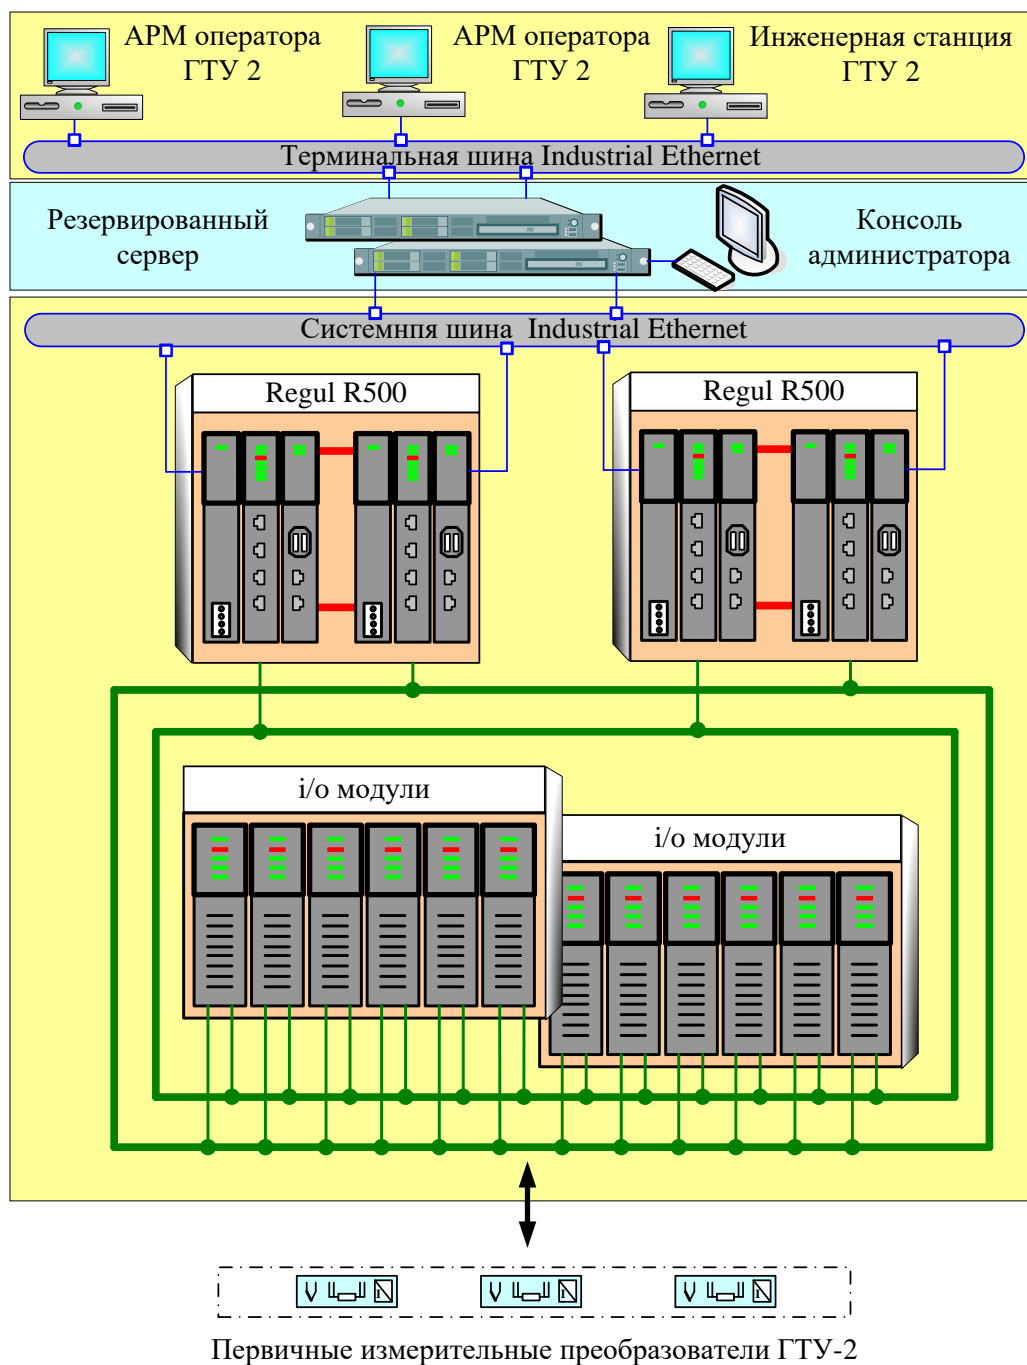 АРМ оператора
ГТУ 2
АРМ оператора
ГТУ 2
Инженерная станция
ГТУ 2
Терминальная шина Industrial Ethernet
Резервированный
сервер
Консоль
администратора
Системнпя шина Industrial Ethernet
Regul R500
Regul R500
i/o модули
i/o модули
Первичные измерительные преобразователи ГТУ-2